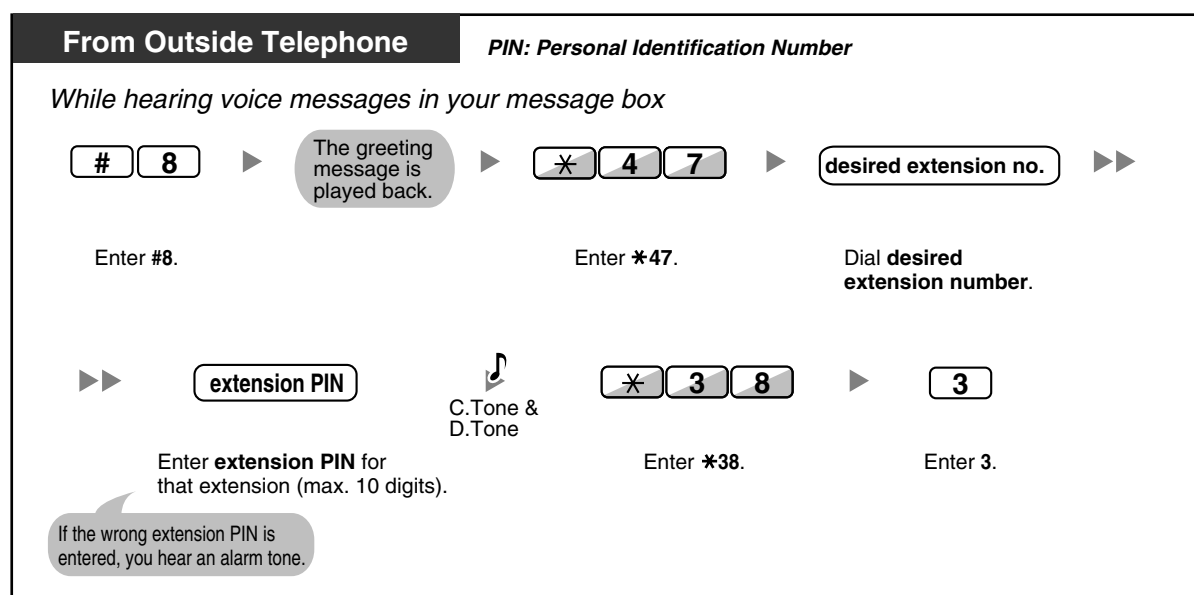 From Outside Telephone
PIN: Personal Identification Number
While hearing voice messages in your message box
# 8
The greeting
message is
played back.
* 4 7
desired extension no.
Enter #8.
Enter *47.
Dial desired
extension number.
extension PIN
C.Tone &
D.Tone
* 3 8
3
Enter extension PIN for
that extension (max. 10 digits).
Enter *38.
Enter 3.
If the wrong extension PIN is
entered, you hear an alarm tone.